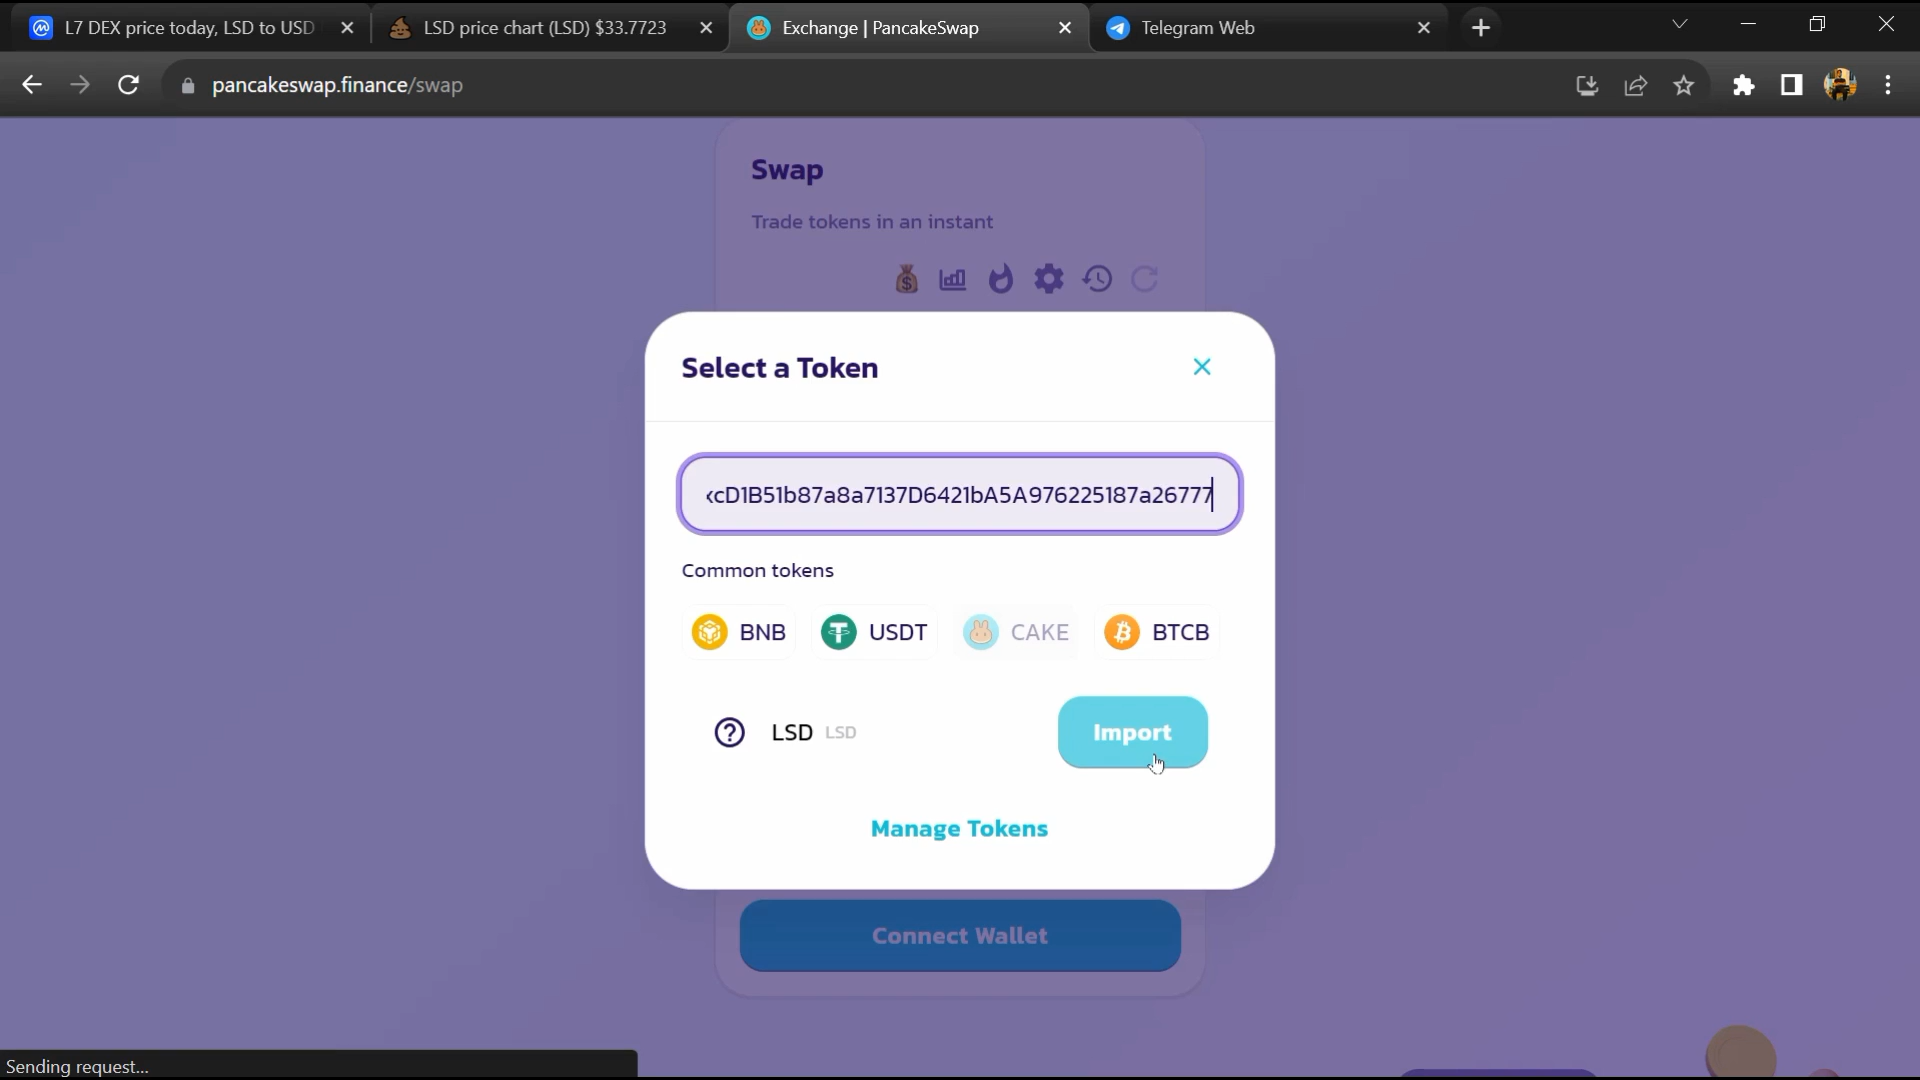 L7 DEX price today, LSD to USD
LSD price chart (LSD) $33.7723
Exchange | PancakeSwap
Telegram Web
pancakeswap.finance/swap
Swap
Trade tokens in an instant
Select a Token
cD1B51b87a8a7137D6421bA5A976225187a26777
Common tokens
BNB
USDT
CAKE
BTCB
LSD LSD
Import
Manage Tokens
Connect Wallet
Sending request...